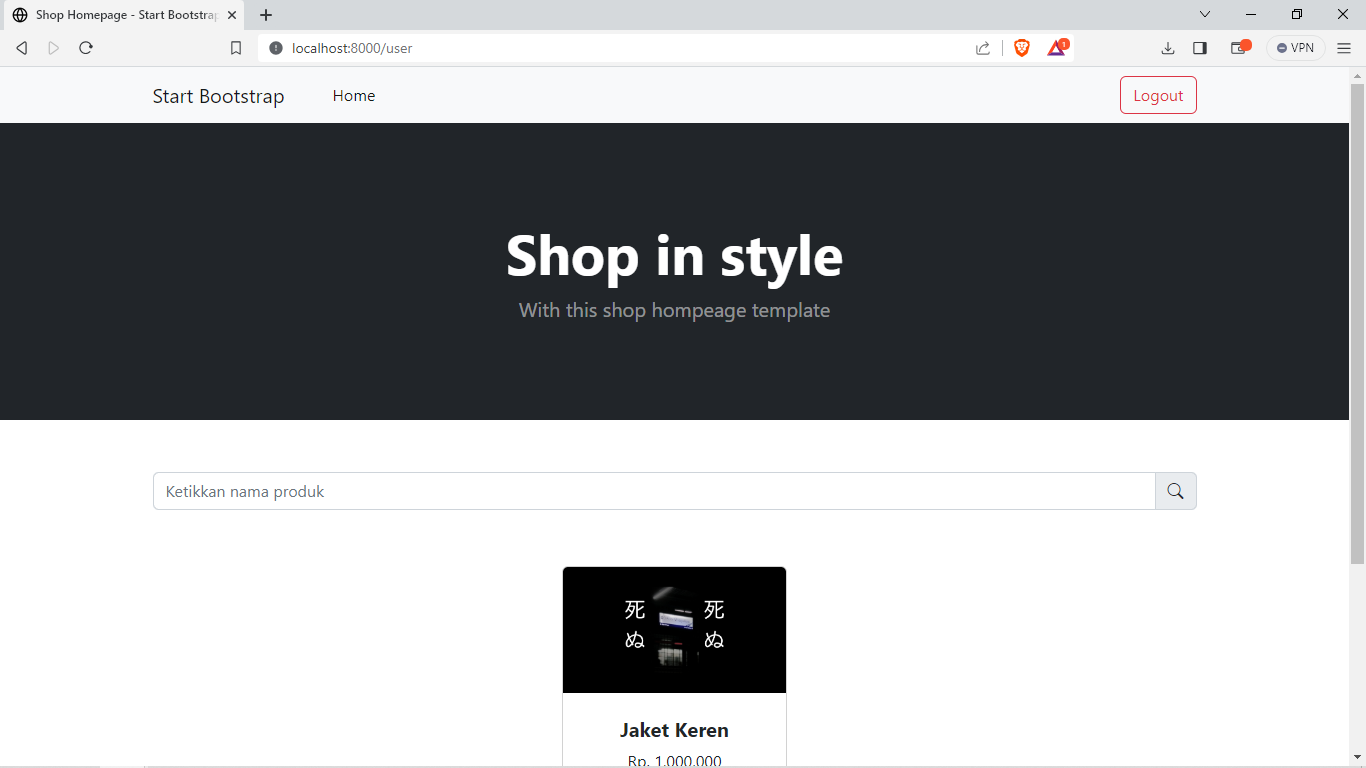 Shop Homepage - Start Bootstrap
localhost:8000/user
1
VPN
Start Bootstrap Home Logout
Shop in style
With this shop hompeage template
Ketikkan nama produk
死 死
ぬ ぬ
Jaket Keren
Rp. 1.000.000